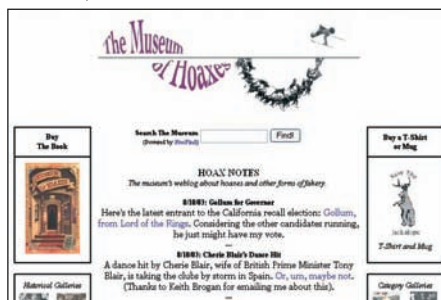 The Museum
of Hoaxes
Buy
The Book
Search The Museum
Find!
Buy a T-Shirt
or Mug
HOAX NOTES
The museum's weblog about hoaxes and other forms of fakery.
8/10/03: Gollum for Governor
Here's the latest entrant to the California recall election: Gollum,
from Lord of the Rings. Considering the other candidates running,
he just might have my vote.
T-Shirt and Mug
Cherie Blair's Dance Hit
A dance hit by Cherie Blair, wife of British Prime Minister Tony
Blair, is taking the clubs by storm in Spain. Or, um, maybe not.
(Thanks to Keith Brogan for emailing me about this).
Historical Galleries
Category Galleries